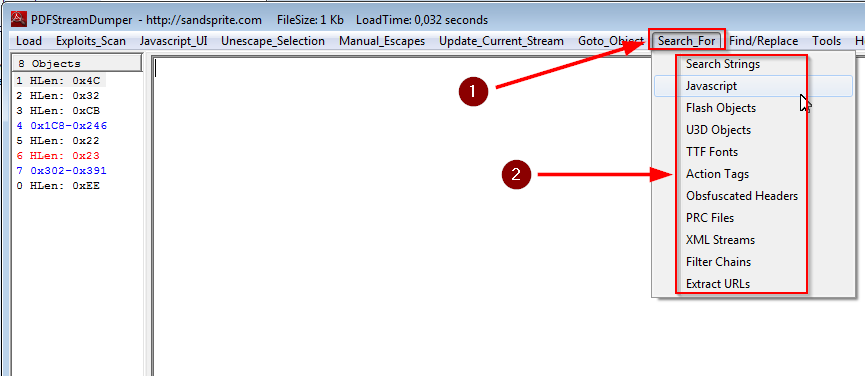 PDFStreamDumper - http://sandsprite.com FileSize: 1 Kb LoadTime: 0,032 seconds
Load Exploits_Scan Javascript_UI Unescape_Selection Manual_Escapes Update_Current_Stream Goto_Object Search_For Find/Replace Tools H
8 Objects
1 HLen: 0x4C
2 HLen: 0x32
3 HLen: 0xCB
4 0x1C8-0x246
5 HLen: 0x22
6 HLen: 0x23
7 0x302-0x391
0 HLen: 0xEE
1
2
Search Strings
Javascript
Flash Objects
U3D Objects
TTF Fonts
Action Tags
Obsfuscated Headers
PRC Files
XML Streams
Filter Chains
Extract URLs